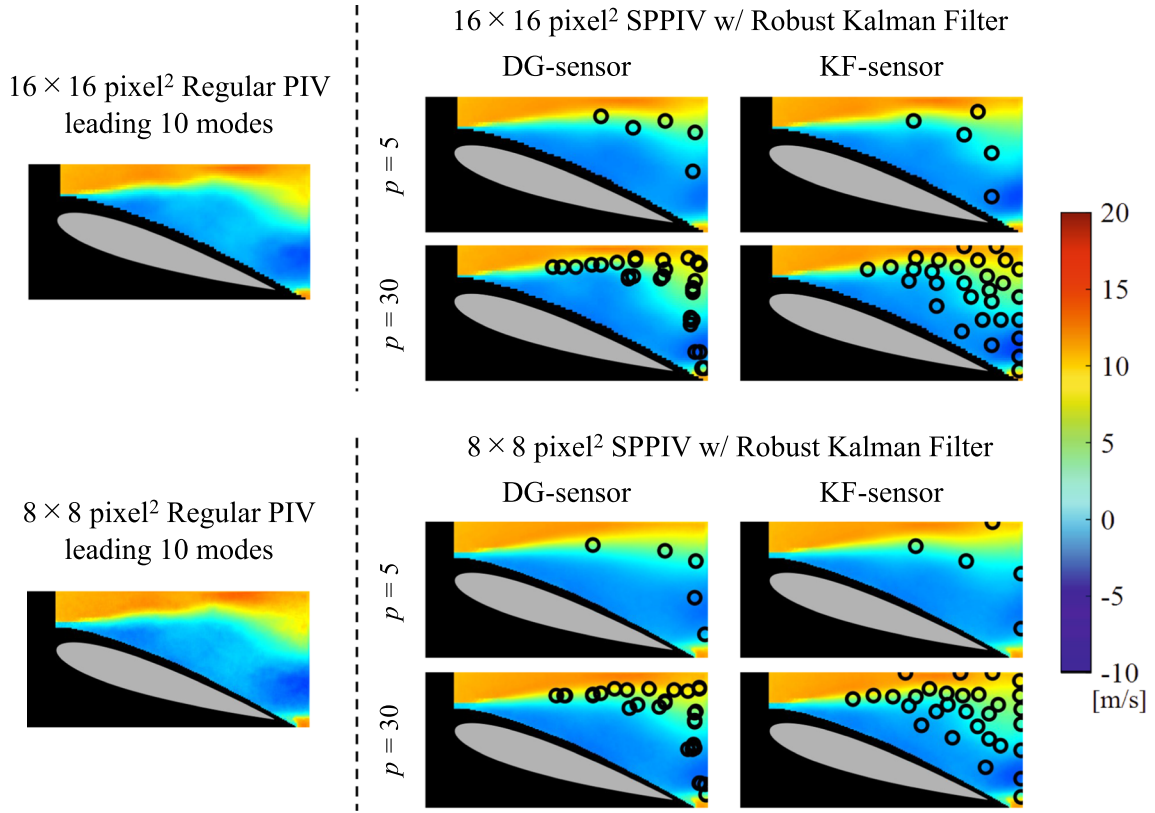 16 × 16 pixel² SPPIV w/ Robust Kalman Filter
DG-sensor
KF-sensor
16 × 16 pixel² Regular PIV
leading 10 modes
p = 5
p = 30
8 × 8 pixel² SPPIV w/ Robust Kalman Filter
DG-sensor
KF-sensor
8 × 8 pixel² Regular PIV
leading 10 modes
p = 5
p = 30
20
15
10
5
0
-5
-10
[m/s]